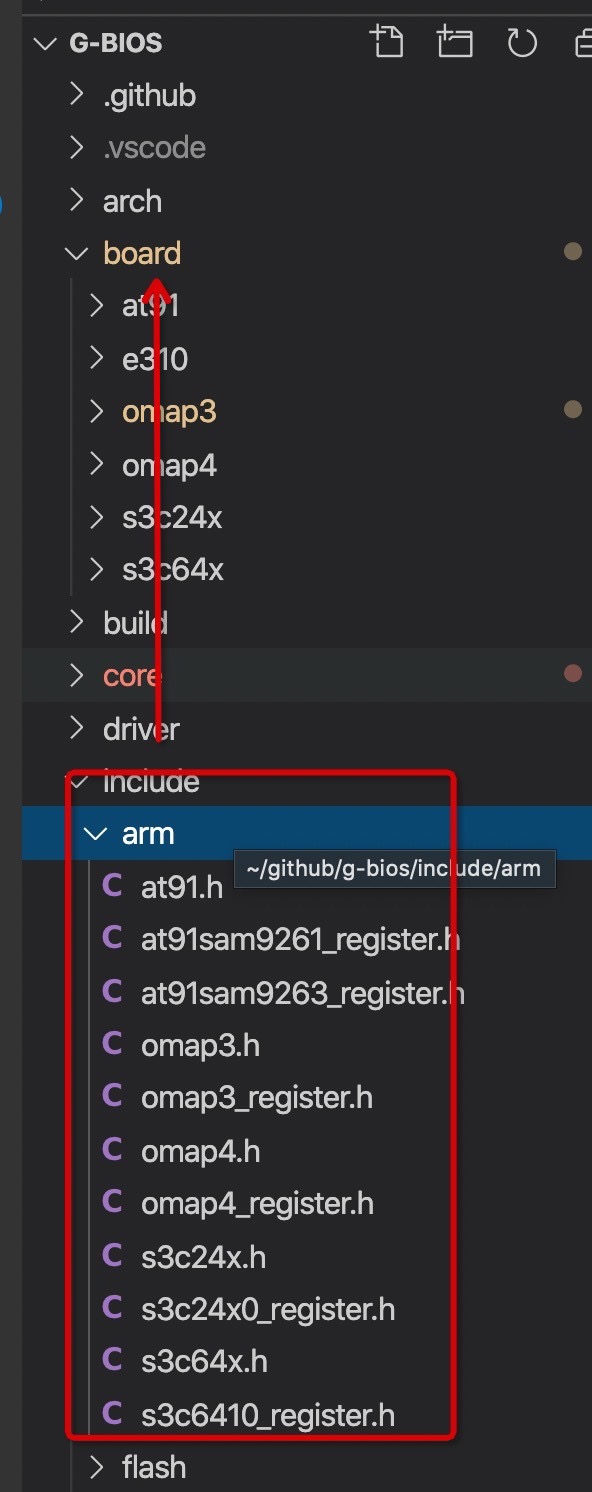 G-BIOS
.github
.vscode
arch
board
at91
e310
omap3
omap4
s3c24x
s3c64x
build
core
driver
include
arm
~/github/g-bios/include/arm
C at91.h
C at91sam9261_register.h
C at91sam9263_register.h
C omap3.h
C omap3_register.h
C omap4.h
C omap4_register.h
C s3c24x.h
C s3c24x0_register.h
C s3c64x.h
C s3c6410_register.h
flash